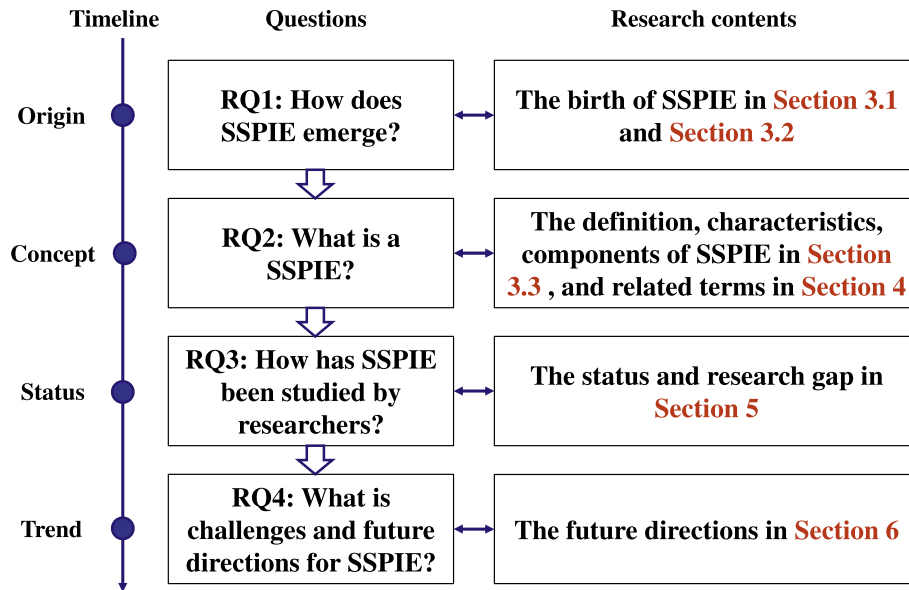 Timeline
Questions
Research contents
Origin
RQ1: How does
SSPIE emerge?
The birth of SSPIE in Section 3.1
and Section 3.2
Concept
RQ2: What is a
SSPIE?
The definition, characteristics,
components of SSPIE in Section
3.3 , and related terms in Section 4
Status
RQ3: How has SSPIE
been studied by
researchers?
The status and research gap in
Section 5
Trend
RQ4: What is
challenges and future
directions for SSPIE?
The future directions in Section 6